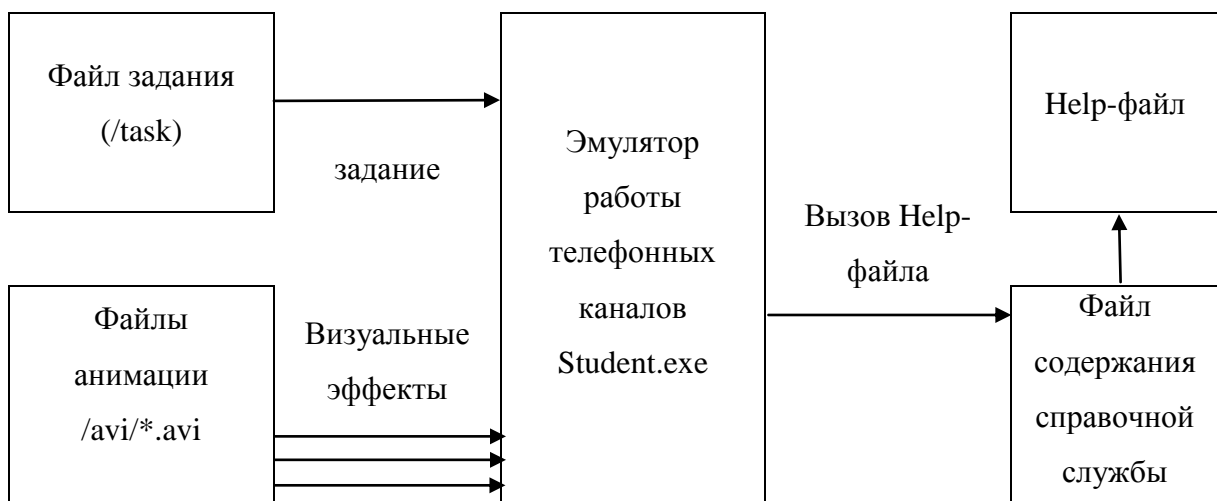 Файл задания
(/task)
задание
Файлы
анимации
/avi/*.avi
Визуальные
эффекты
Эмулятор
работы
телефонных
каналов
Student.exe
Вызов Help-
файла
Help-файл
Файл
содержания
справочной
службы